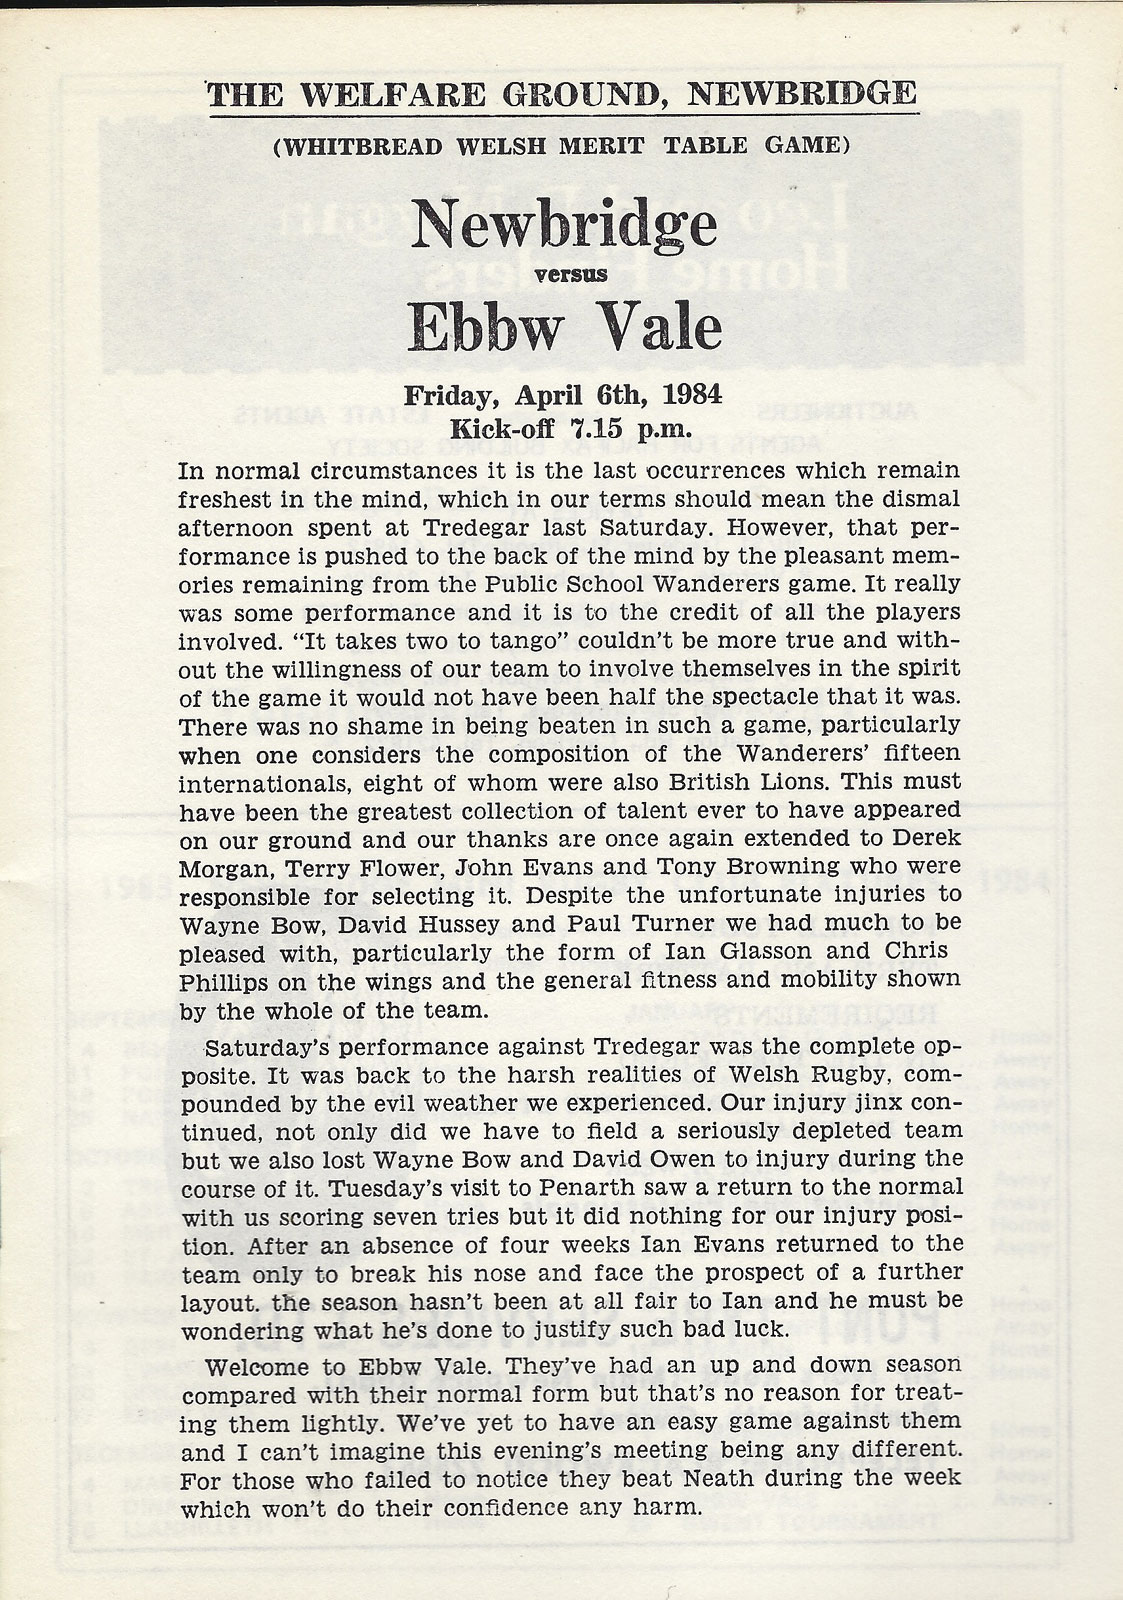 THE WELFARE GROUND, NEWBRIDGE
(WHITBREAD WELSH MERIT TABLE GAME)
Newbridge
versus
Ebbw Vale
Friday, April 6th, 1984
Kick-off 7.15 p.m.
In normal circumstances it is the last occurrences which remain
freshest in the mind, which in our terms should mean the dismal
afternoon spent at Tredegar last Saturday. However, that per-
formance is pushed to the back of the mind by the pleasant mem-
ories remaining from the Public School Wanderers game. It really
was some performance and it is to the credit of all the players
involved. “It takes two to tango” couldn’t be more true and with-
out the willingness of our team to involve themselves in the spirit
of the game it would not have been half the spectacle that it was.
There was no shame in being beaten in such a game, particularly
when one considers the composition of the Wanderers’ fifteen
internationals, eight of whom were also British Lions. This must
have been the greatest collection of talent ever to have appeared
on our ground and our thanks are once again extended to Derek
Morgan, Terry Flower, John Evans and Tony Browning who were
responsible for selecting it. Despite the unfortunate injuries to
Wayne Bow, David Hussey and Paul Turner we had much to be
pleased with, particularly the form of Ian Glasson and Chris
Phillips on the wings and the general fitness and mobility shown
by the whole of the team.
Saturday’s performance against Tredegar was the complete op-
posite. It was back to the harsh realities of Welsh Rugby, com-
pounded by the evil weather we experienced. Our injury jinx con-
tinued, not only did we have to field a seriously depleted team
but we also lost Wayne Bow and David Owen to injury during the
course of it. Tuesday’s visit to Penarth saw a return to the normal
with us scoring seven tries but it did nothing for our injury posi-
tion. After an absence of four weeks Ian Evans returned to the
team only to break his nose and face the prospect of a further
layout. the season hasn’t been at all fair to Ian and he must be
wondering what he’s done to justify such bad luck.
Welcome to Ebbw Vale. They’ve had an up and down season
compared with their normal form but that’s no reason for treat-
ing them lightly. We’ve yet to have an easy game against them
and I can’t imagine this evening’s meeting being any different.
For those who failed to notice they beat Neath during the week
which won’t do their confidence any harm.